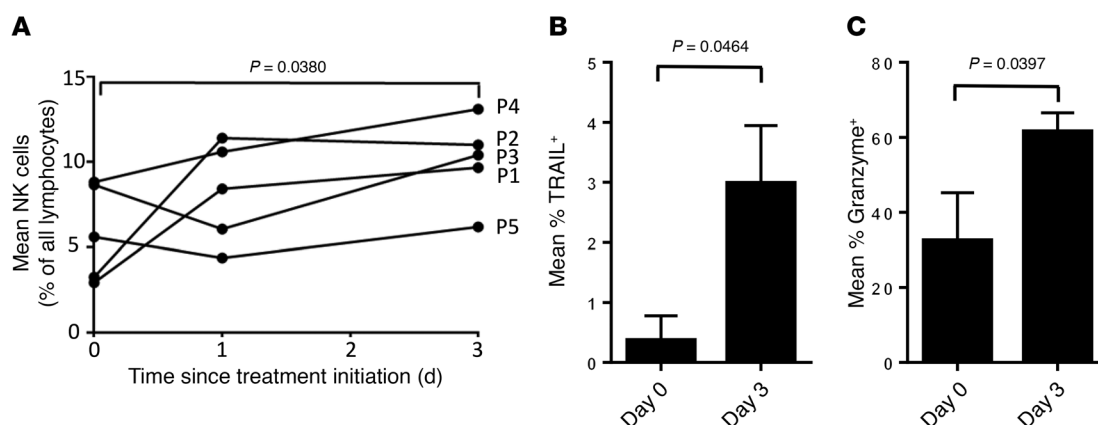 A
P = 0.0380
15
10
5
0
Mean NK cells
(% of all lymphocytes)
P4
P2
P3
P1
P5
0 1 2 3
Time since treatment initiation (d)
B
P = 0.0464
5
4
3
2
1
0
Mean % TRAIL⁺
Day 0 Day 3
C
P = 0.0397
80
60
40
20
0
Mean % Granzyme⁺
Day 0 Day 3